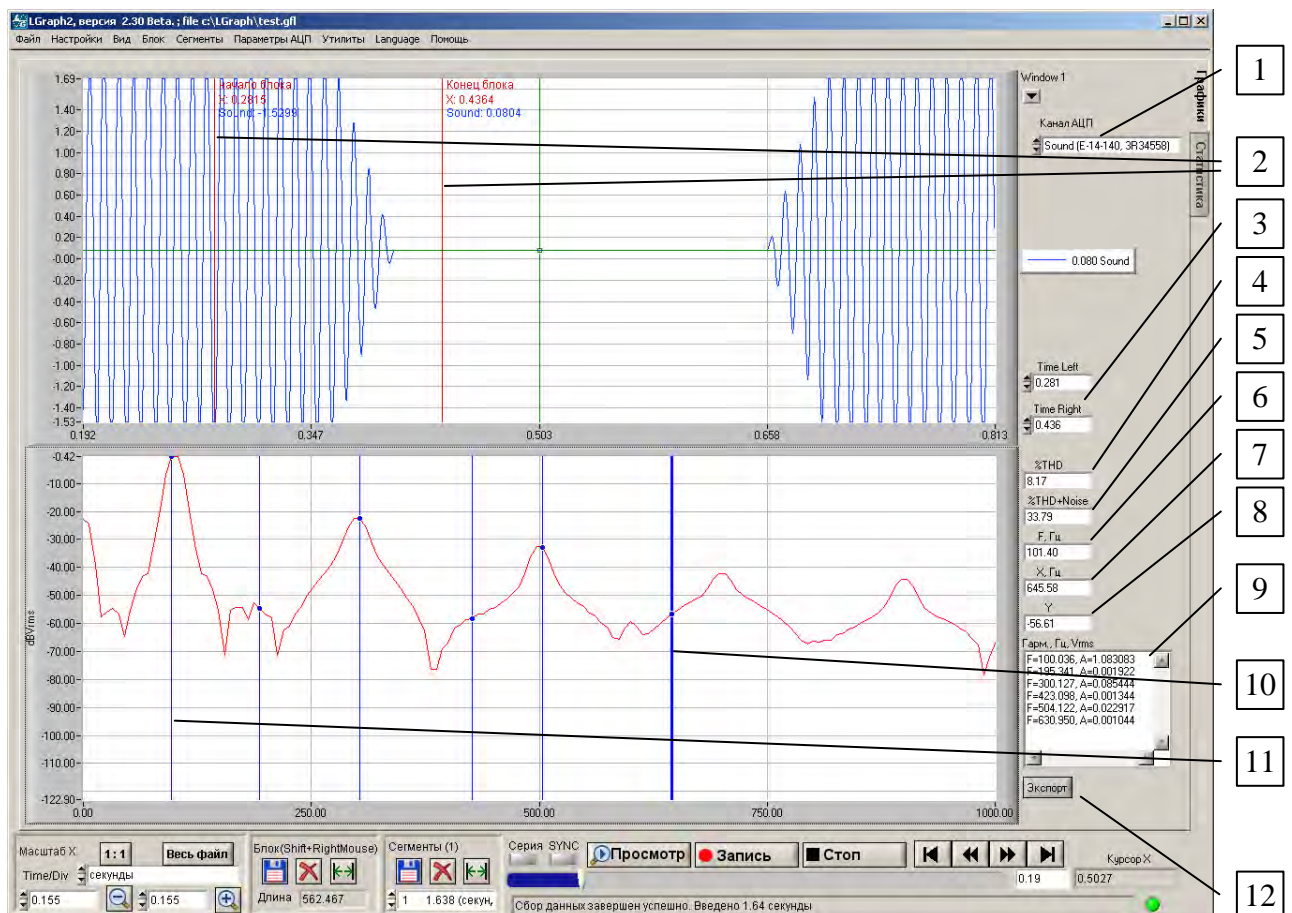 LGraph2, версия 2.30 Beta. ; file c:\LGraph\test.gfl
Файл Настройки Вид Блок Сегменты Параметры АЦП Утилиты Language Помощь
1.69
1.40
1.20
1.00
0.80
0.60
0.40
0.20
-0.00
-0.20
-0.40
-0.60
-0.80
-1.00
-1.20
-1.40
-1.53
0.192 0.347 0.503 0.658 0.813
Начало блока
X: 0.2815
Sound: -1.5299
Конец блока
X: 0.4364
Sound: 0.0804
Window 1
Канал АЦП
Sound (E-14-140, 3R34558)
Графики
Статистика
0.080 Sound
Time Left
0.281
Time Right
0.436
%THD
8.17
%THD+Noise
33.79
F, Гц
101.40
X, Гц
645.58
Y
-56.61
Гарм., Гц, Vrms
F=100.036, A=1.083083
F=195.341, A=0.001922
F=300.127, A=0.085444
F=423.098, A=0.001344
F=504.122, A=0.022917
F=630.950, A=0.001044
Экспорт
-0.42
-10.00
-20.00
-30.00
-40.00
-50.00
-60.00
-70.00
-80.00
-90.00
-100.00
-110.00
-122.90
dBVrms
0.00 250.00 500.00 750.00 1000.00
1
2
3
4
5
6
7
8
9
10
11
12
Масштаб X 1:1 Весь файл
Time/Div секунды
0.155 0.155
Блок(Shift+RightMouse)
Длина 562.467
Сегменты (1)
1 1.638 (секун,
Серия SYNC Просмотр Запись Стоп
Курсор X
0.19 0.5027
Сбор данных завершен успешно. Введено 1.64 секунды